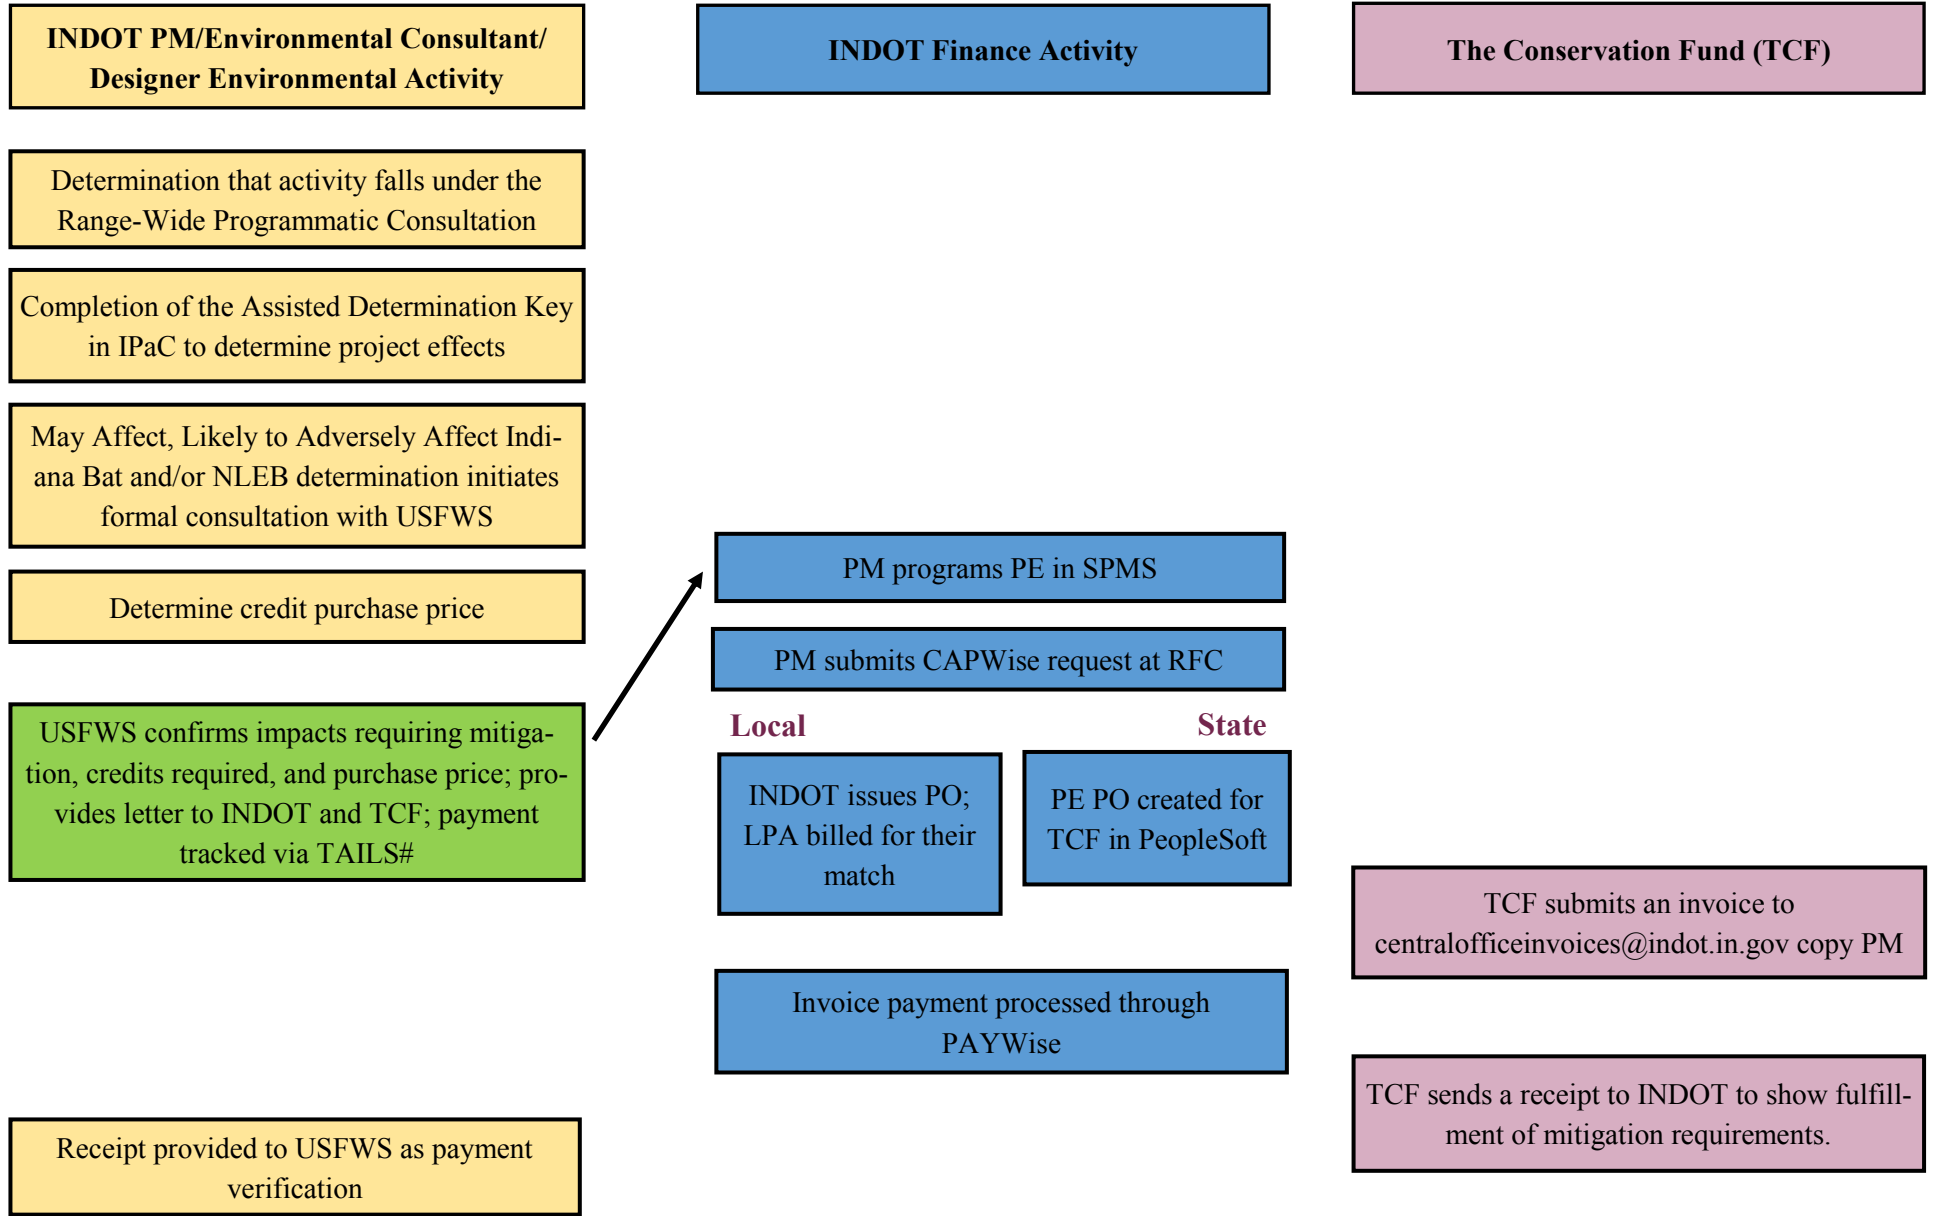 INDOT PM/Environmental Consultant/
Designer Environmental Activity
INDOT Finance Activity
The Conservation Fund (TCF)
Determination that activity falls under the
Range-Wide Programmatic Consultation
Completion of the Assisted Determination Key
in IPaC to determine project effects
May Affect, Likely to Adversely Affect Indi-
ana Bat and/or NLEB determination initiates
formal consultation with USFWS
Determine credit purchase price
USFWS confirms impacts requiring mitiga-
tion, credits required, and purchase price; pro-
vides letter to INDOT and TCF; payment
tracked via TAILS#
PM programs PE in SPMS
PM submits CAPWise request at RFC
Local
State
INDOT issues PO;
LPA billed for their
match
PE PO created for
TCF in PeopleSoft
TCF submits an invoice to
centralofficeinvoices@indot.in.gov copy PM
Invoice payment processed through
PAYWise
TCF sends a receipt to INDOT to show fulfill-
ment of mitigation requirements.
Receipt provided to USFWS as payment
verification